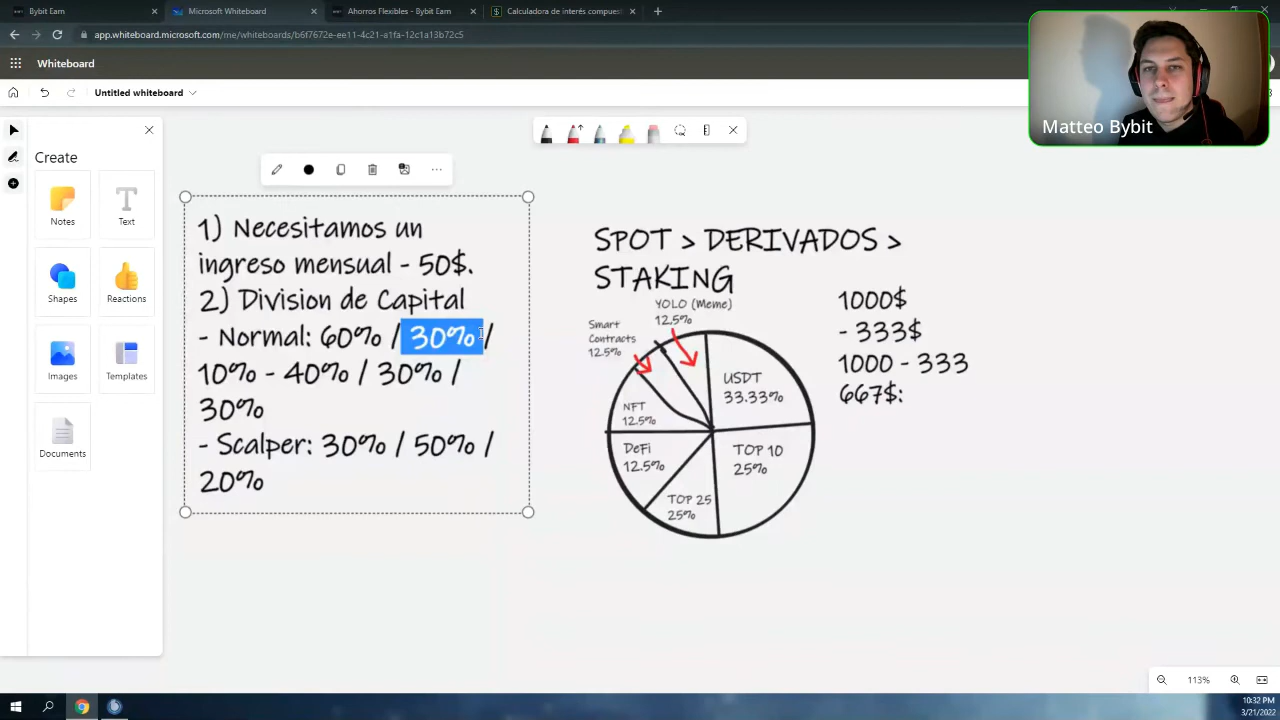 Bybit Earn
Microsoft Whiteboard
Ahorros Flexibles - Bybit Earn
Calculadora de interés compues
app.whiteboard.microsoft.com/me/whiteboards/b6f7672e-ee11-4c21-a1fa-12c1a13b72c5
Whiteboard
Untitled whiteboard
Matteo Bybit
Create
Notes
Text
Shapes
Reactions
Images
Templates
Documents
1) Necesitamos un
ingreso mensual - 50$.
2) Division de Capital
- Normal: 60% / 30% /
10% - 40% / 30% /
30%
- Scalper: 30% / 50% /
20%
SPOT > DERIVADOS >
STAKING
YOLO (Meme)
12.5%
Smart
Contracts
12.5%
USDT
33.33%
NFT
12.5%
DeFi
12.5%
TOP 10
25%
TOP 25
25%
1000$
- 333$
1000 - 333
667$:
113%
10:32 PM
3/21/2022